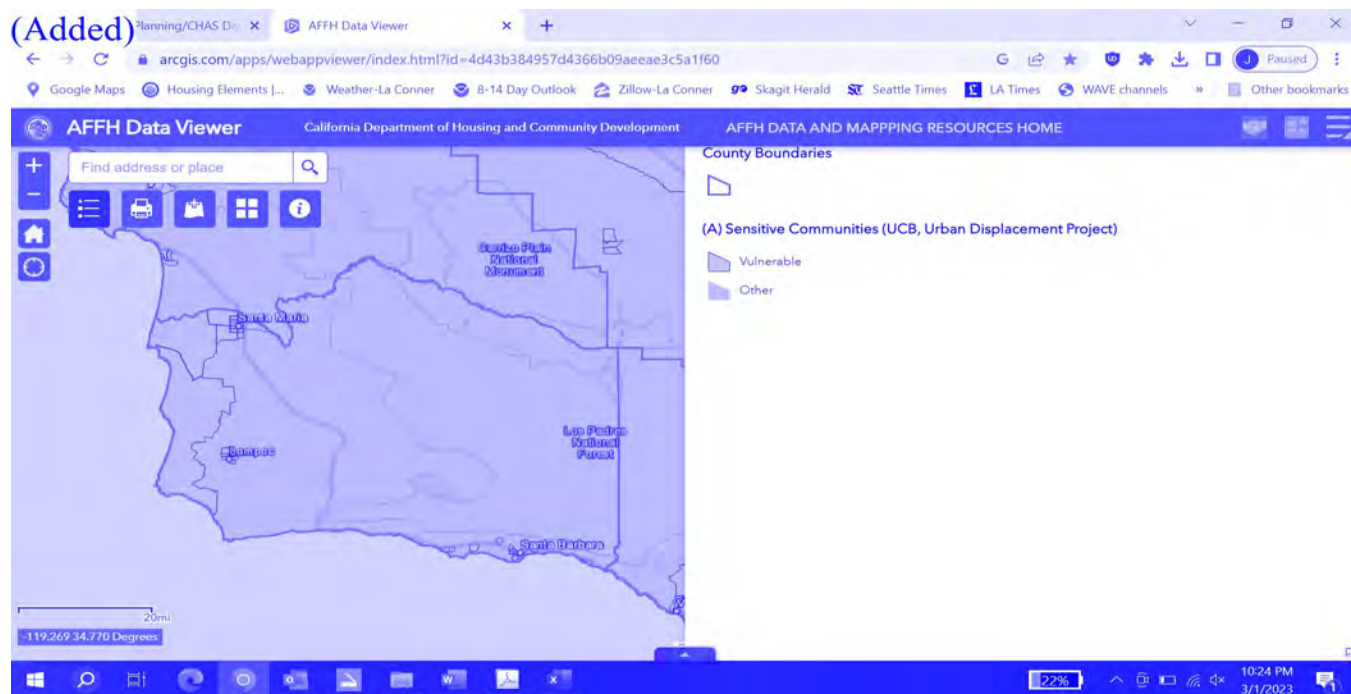 (Added)
Planning/CHAS D
AFFH Data Viewer
arcgis.com/apps/webappviewer/index.html?id=4d43b384957d4366b09aeeae3c5a1f60
Paused
Google Maps
Housing Elements |...
Weather-La Conner
8-14 Day Outlook
Zillow-La Conner
Skagit Herald
Seattle Times
LA Times
WAVE channels
»
Other bookmarks
AFFH Data Viewer
California Department of Housing and Community Development
AFFH DATA AND MAPPPING RESOURCES HOME
Find address or place
County Boundaries
(A) Sensitive Communities (UCB, Urban Displacement Project)
Vulnerable
Other
Carrizo Plain
National
Monument
Santa Maria
Los Padres
National
Forest
Lompoc
Santa Barbara
20mi
-119.269 34.770 Degrees
22%
10:24 PM
3/1/2023